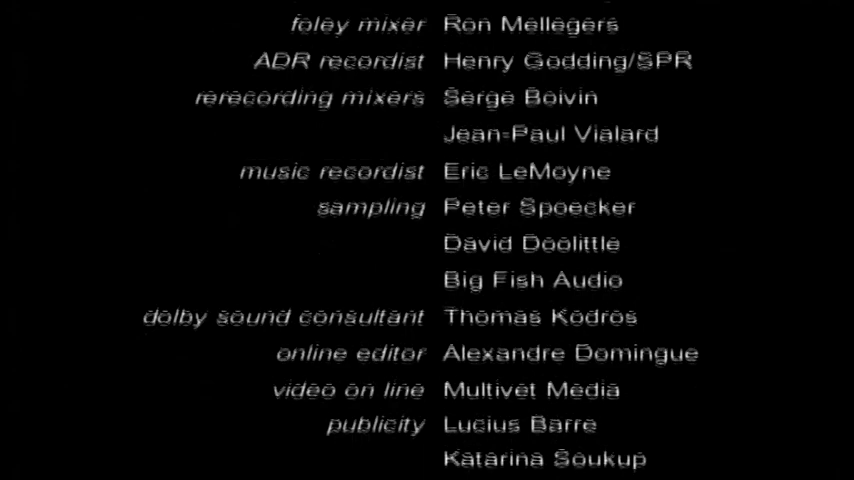 foley mixer Ron Mellegers
ADR recordist Henry Godding/SPR
rerecording mixers Serge Boivin
Jean-Paul Vialard
music recordist Eric LeMoyne
sampling Peter Spoecker
David Doolittle
Big Fish Audio
dolby sound consultant Thomas Kodros
online editor Alexandre Domingue
video on line Multivet Media
publicity Lucius Barre
Katarina Soukup